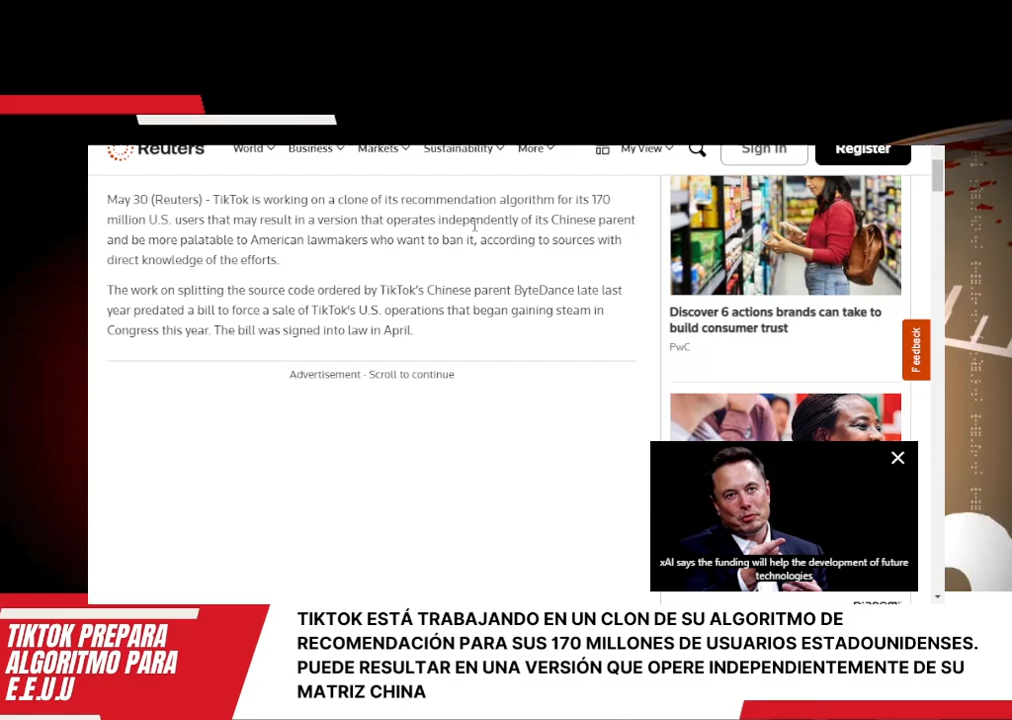 Reuters
World
Business
Markets
Sustainability
More
My View
Sign In
Register
May 30 (Reuters) - TikTok is working on a clone of its recommendation algorithm for its 170
million U.S. users that may result in a version that operates independently of its Chinese parent
and be more palatable to American lawmakers who want to ban it, according to sources with
direct knowledge of the efforts.
The work on splitting the source code ordered by TikTok's Chinese parent ByteDance late last
year predated a bill to force a sale of TikTok's U.S. operations that began gaining steam in
Congress this year. The bill was signed into law in April.
Advertisement · Scroll to continue
Discover 6 actions brands can take to
build consumer trust
PwC
Feedback
xAI says the funding will help the development of future
technologies
TIKTOK PREPARA
ALGORITMO PARA
E.E.U.U
TIKTOK ESTÁ TRABAJANDO EN UN CLON DE SU ALGORITMO DE
RECOMENDACIÓN PARA SUS 170 MILLONES DE USUARIOS ESTADOUNIDENSES.
PUEDE RESULTAR EN UNA VERSIÓN QUE OPERE INDEPENDIENTEMENTE DE SU
MATRIZ CHINA